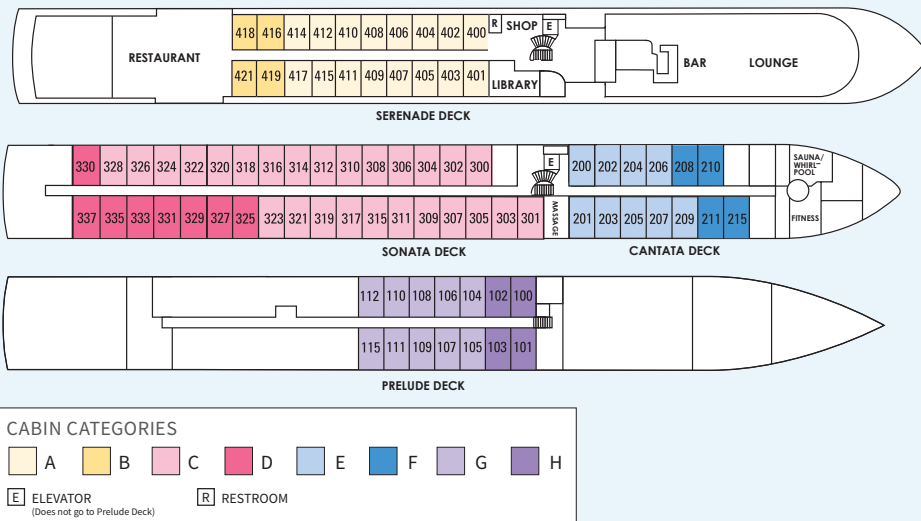 418 416 414 412 410 408 406 404 402 400 R SHOP E
RESTAURANT
BAR LOUNGE
421 419 417 415 411 409 407 405 403 401 LIBRARY
SERENADE DECK
330 328 326 324 322 320 318 316 314 312 310 308 306 304 302 300 E 200 202 204 206 208 210
SAUNA/
WHIRL-
POOL
337 335 333 331 329 327 325 323 321 319 317 315 311 309 307 305 303 301 MASSAGE 201 203 205 207 209 211 215 FITNESS
SONATA DECK CANTATA DECK
112 110 108 106 104 102 100
115 111 109 107 105 103 101
PRELUDE DECK
CABIN CATEGORIES
A B C D E F G H
E ELEVATOR R RESTROOM
(Does not go to Prelude Deck)